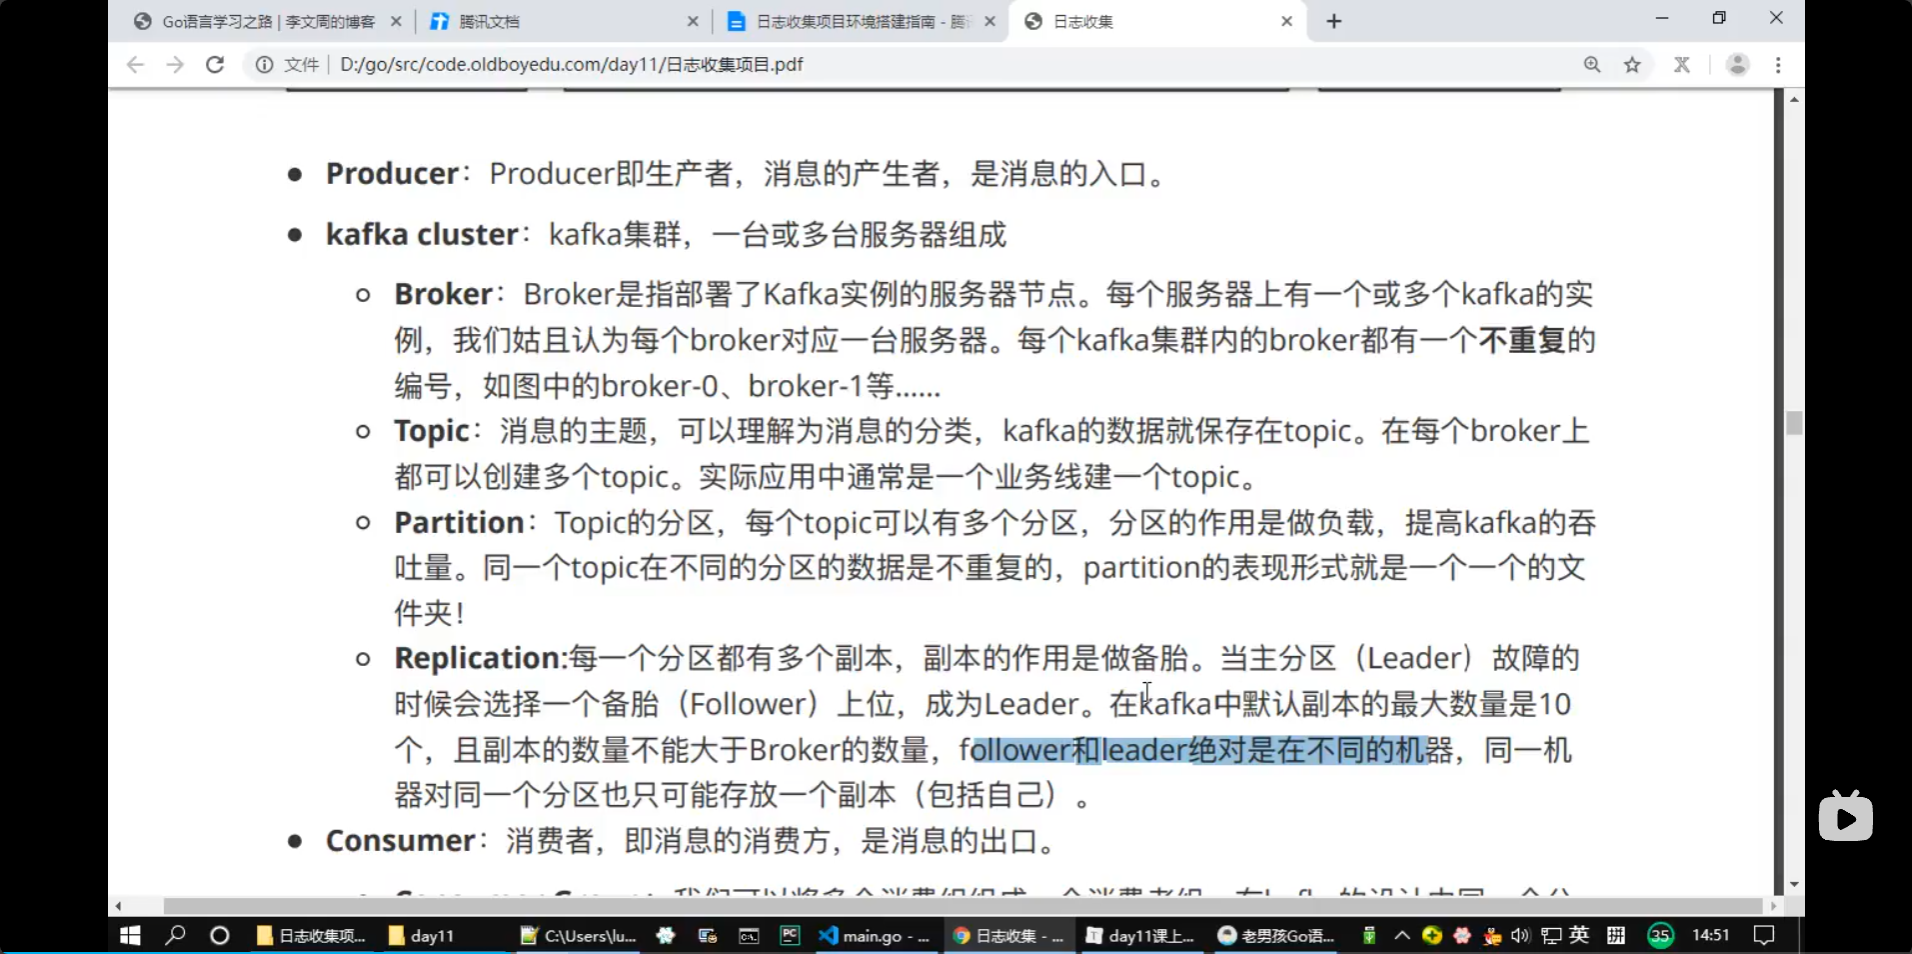 Go语言学习之路 | 李文周的博客
腾讯文档
日志收集项目环境搭建指南 - 腾
日志收集
文件 | D:/go/src/code.oldboyedu.com/day11/日志收集项目.pdf
Producer：Producer即生产者，消息的产生者，是消息的入口。
kafka cluster：kafka集群，一台或多台服务器组成
Broker：Broker是指部署了Kafka实例的服务器节点。每个服务器上有一个或多个kafka的实
例，我们姑且认为每个broker对应一台服务器。每个kafka集群内的broker都有一个不重复的
编号，如图中的broker-0、broker-1等……
Topic：消息的主题，可以理解为消息的分类，kafka的数据就保存在topic。在每个broker上
都可以创建多个topic。实际应用中通常是一个业务线建一个topic。
Partition：Topic的分区，每个topic可以有多个分区，分区的作用是做负载，提高kafka的吞
吐量。同一个topic在不同的分区的数据是不重复的，partition的表现形式就是一个一个的文
件夹！
Replication:每一个分区都有多个副本，副本的作用是做备胎。当主分区（Leader）故障的
时候会选择一个备胎（Follower）上位，成为Leader。在kafka中默认副本的最大数量是10
个，且副本的数量不能大于Broker的数量，follower和leader绝对是在不同的机器，同一机
器对同一个分区也只可能存放一个副本（包括自己）。
Consumer：消费者，即消息的消费方，是消息的出口。
日志收集项...
day11
C:\Users\lu...
main.go - ...
日志收集 - ...
day11课上...
老男孩Go语...
英
拼
35
14:51